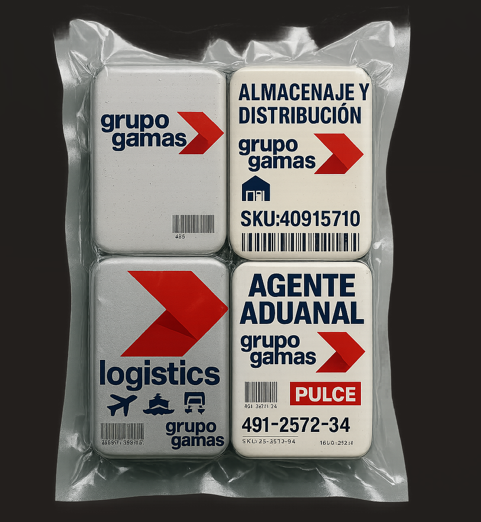 grupo
gamas
485
ALMACENAJE Y
DISTRIBUCIÓN
grupo
gamas
SKU:40915710
logistics
grupo
gamas
AGENTE
ADUANAL
grupo
gamas
PULCE
491-2572-34